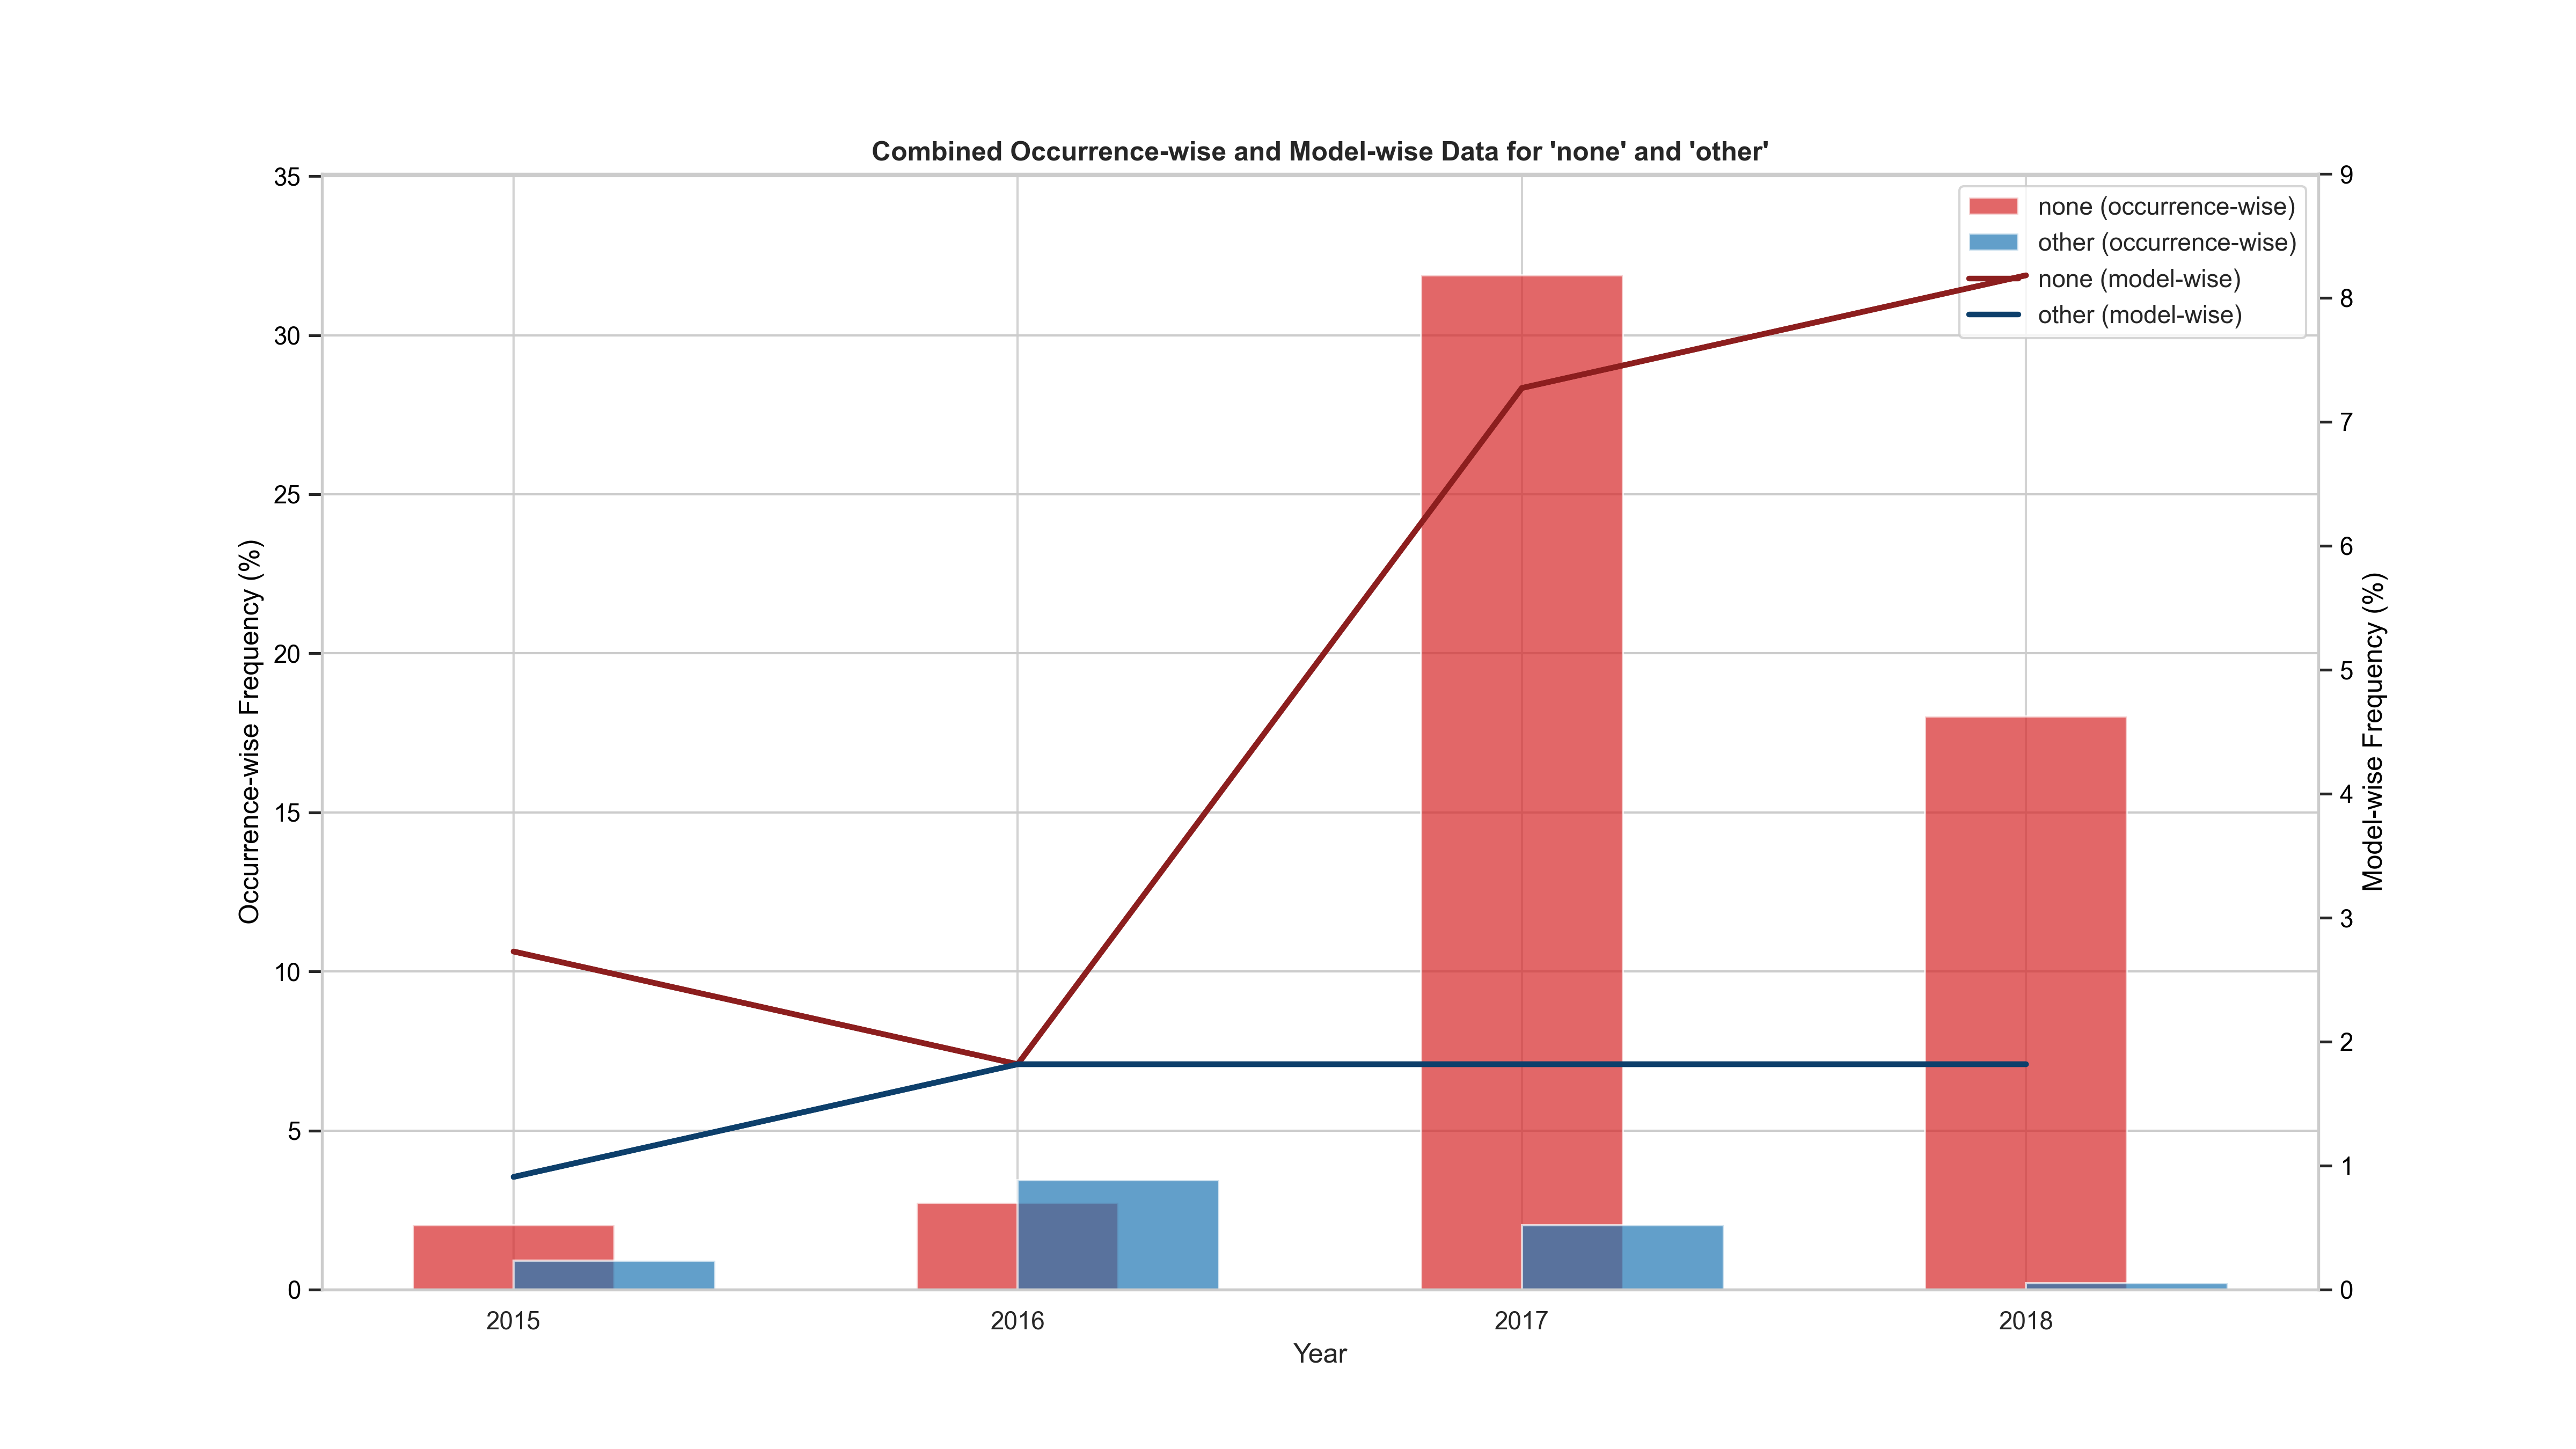 Combined Occurrence-wise and Model-wise Data for 'none' and 'other'
none (occurrence-wise)
other (occurrence-wise)
none (model-wise)
other (model-wise)
Occurrence-wise Frequency (%)
35
30
25
20
15
10
5
0
9
8
7
6
5
4
3
2
1
0
Model-wise Frequency (%)
2015 2016 2017 2018
Year